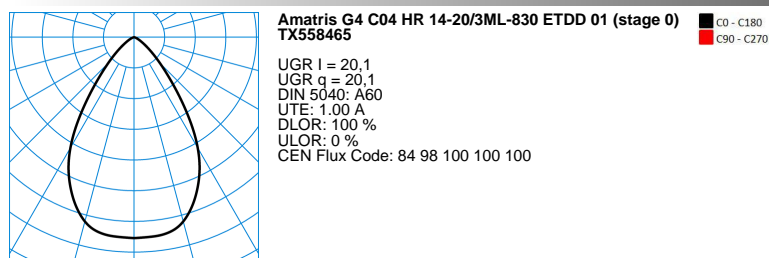 Amatris G4 C04 HR 14-20/3ML-830 ETDD 01 (stage 0)
TX558465
C0 - C180
C90 - C270
UGR l = 20,1
UGR q = 20,1
DIN 5040: A60
UTE: 1.00 A
DLOR: 100 %
ULOR: 0 %
CEN Flux Code: 84 98 100 100 100